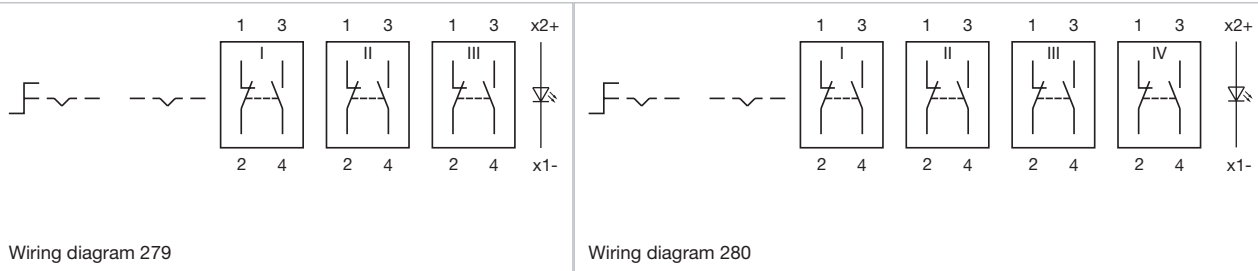 1 3 1 3 1 3 x2+
I II III
2 4 2 4 2 4 x1-
Wiring diagram 279
1 3 1 3 1 3 1 3 x2+
I II III IV
2 4 2 4 2 4 2 4 x1-
Wiring diagram 280